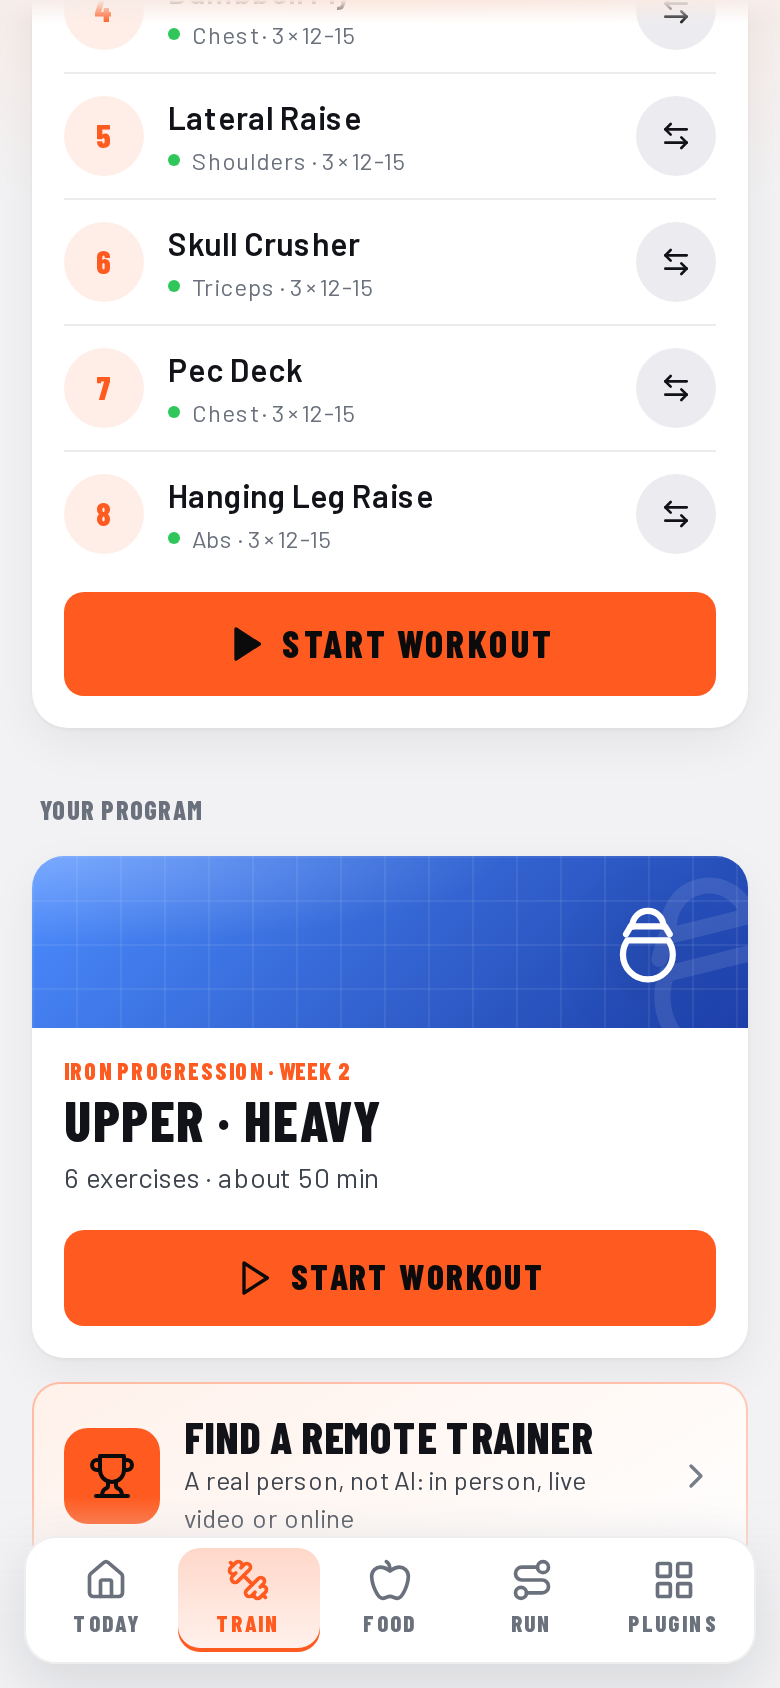 4
Chest · 3×12–15
5
Lateral Raise
Shoulders · 3×12–15
6
Skull Crusher
Triceps · 3×12–15
7
Pec Deck
Chest · 3×12–15
8
Hanging Leg Raise
Abs · 3×12–15
START WORKOUT
YOUR PROGRAM
IRON PROGRESSION · WEEK 2
UPPER · HEAVY
6 exercises · about 50 min
START WORKOUT
FIND A REMOTE TRAINER
A real person, not AI: in person, live
video or online
TODAY
TRAIN
FOOD
RUN
PLUGINS